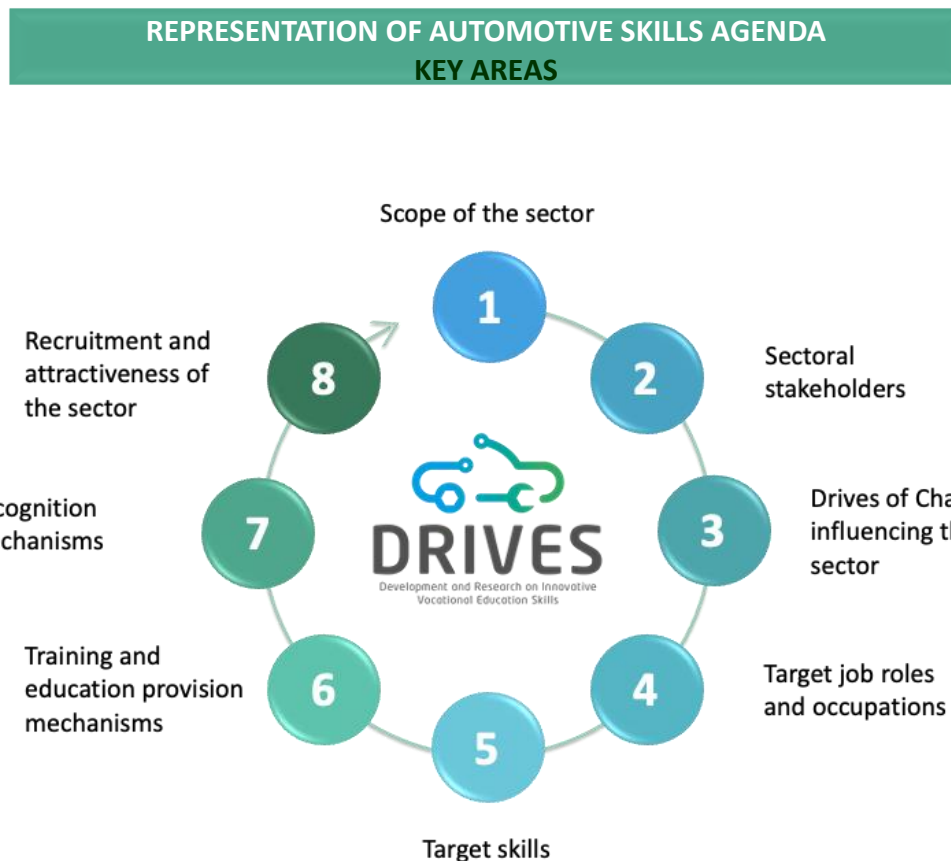 REPRESENTATION OF AUTOMOTIVE SKILLS AGENDA
KEY AREAS
Scope of the sector
1
2
Sectoral
stakeholders
3
Drives of Cha
influencing th
sector
4
Target job roles
and occupations
5
Target skills
6
Training and
education provision
mechanisms
7
cognition
chanisms
8
Recruitment and
attractiveness of
the sector
DRIVES
Development and Research on Innovative
Vocational Education Skills